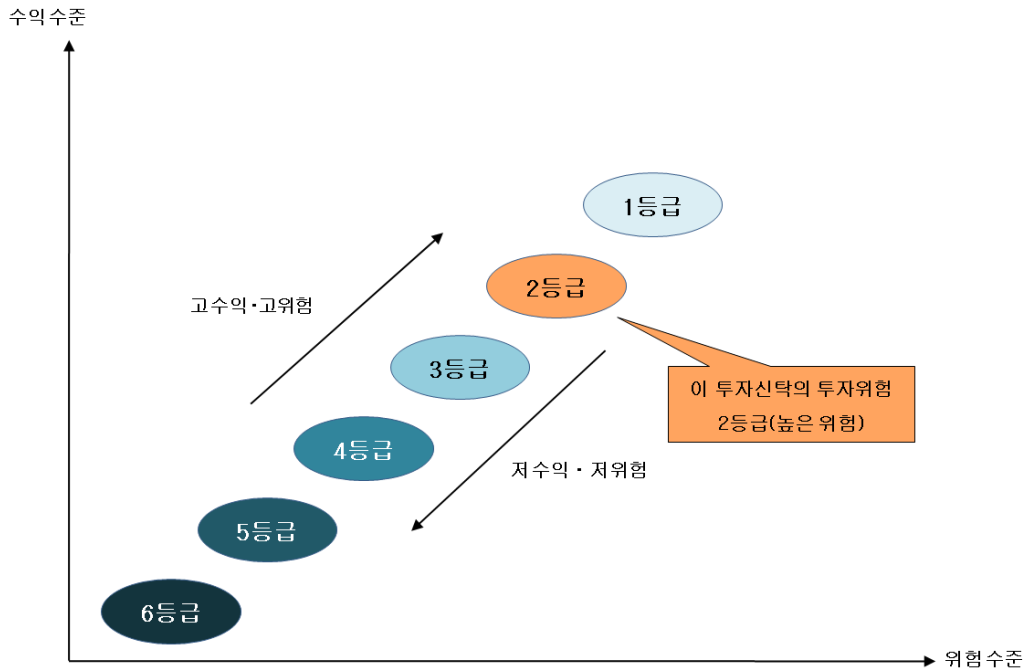 수익수준
1등급
2등급
고수익·고위험
3등급
이 투자신탁의 투자위험
2등급(높은 위험)
4등급
저수익 · 저위험
5등급
6등급
위험수준